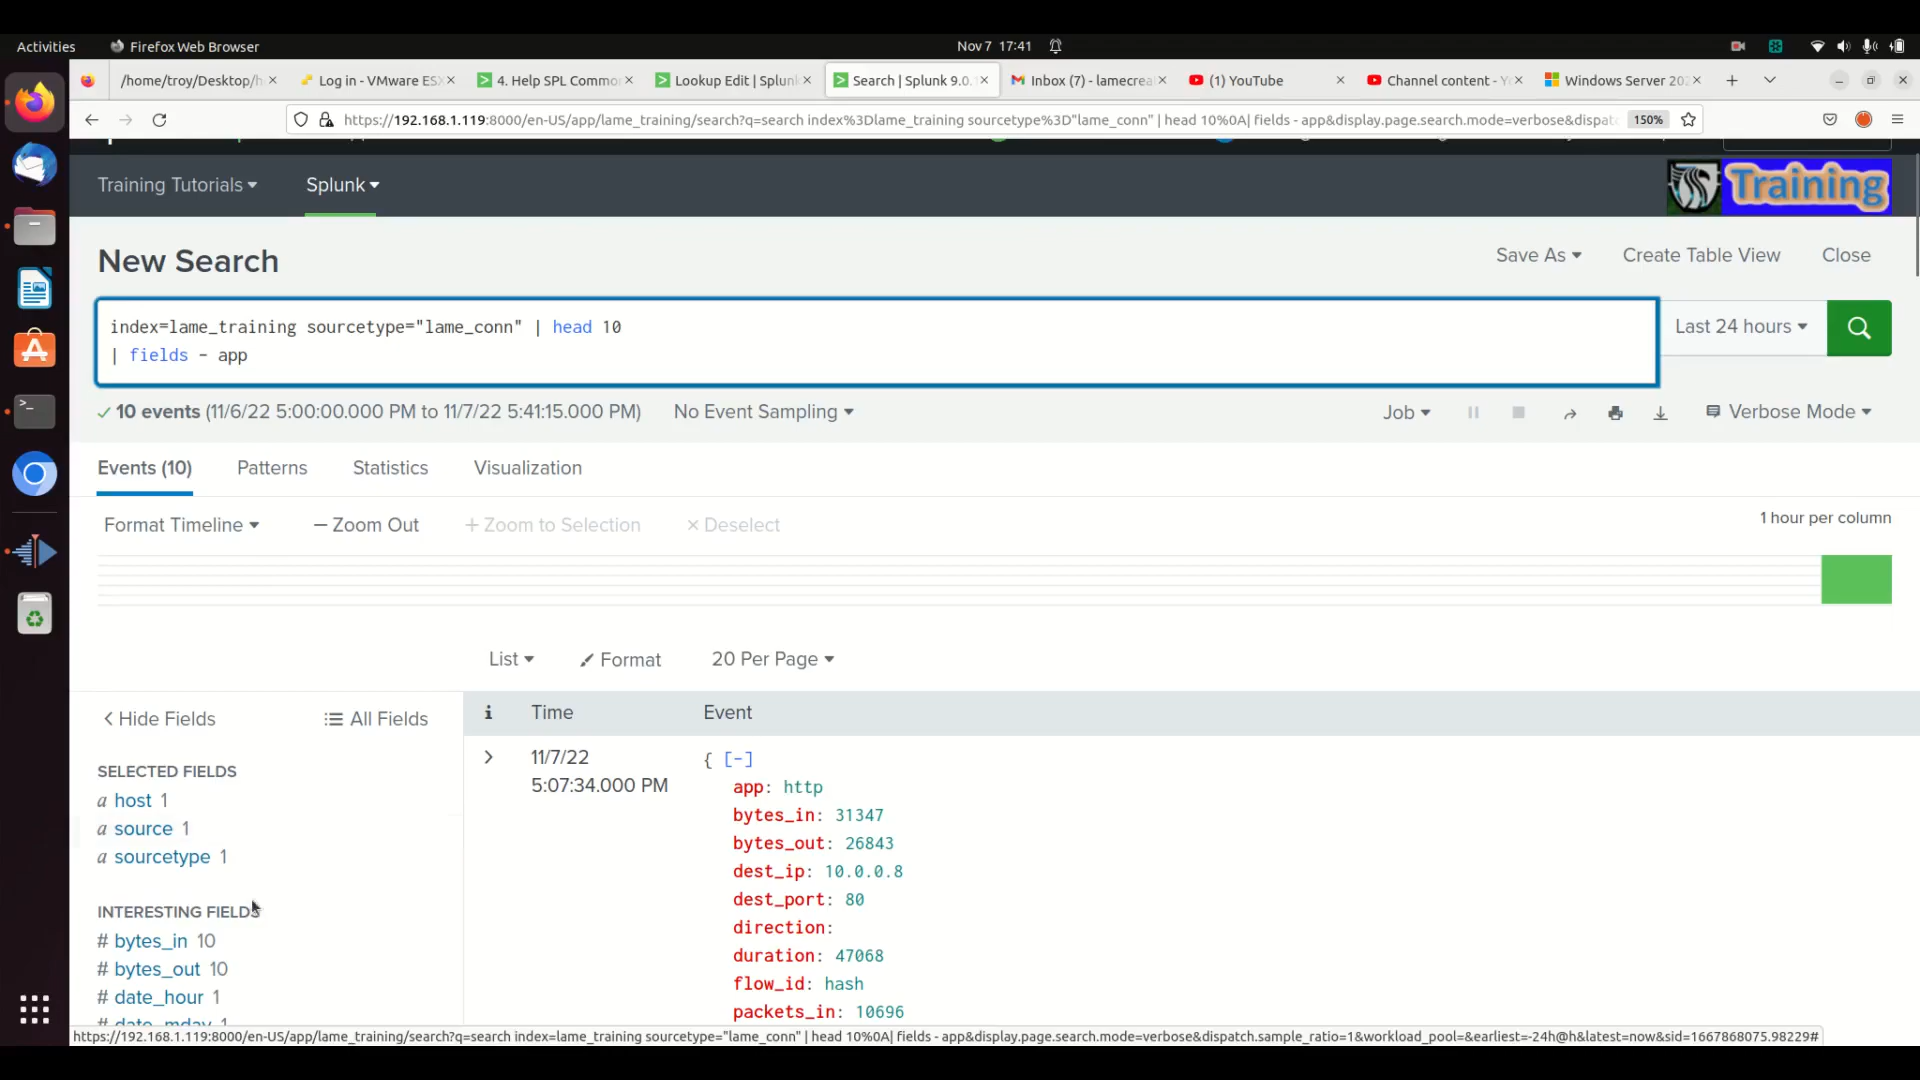 Activities Firefox Web Browser Nov 7 17:41
/home/troy/Desktop/h × Log in - VMware ESX × 4. Help SPL Commo × Lookup Edit | Splunk × Search | Splunk 9.0. × Inbox (7) - lamecrea × (1) YouTube × Channel content - Y × Windows Server 202 ×
https://192.168.1.119:8000/en-US/app/lame_training/search?q=search index%3Dlame_training sourcetype%3D"lame_conn" | head 10%0A| fields - app&display.page.search.mode=verbose&dispatc 150%
Training Tutorials Splunk Training
New Search Save As Create Table View Close
index=lame_training sourcetype="lame_conn" | head 10 Last 24 hours
| fields - app
✓ 10 events (11/6/22 5:00:00.000 PM to 11/7/22 5:41:15.000 PM) No Event Sampling Job Verbose Mode
Events (10) Patterns Statistics Visualization
Format Timeline — Zoom Out + Zoom to Selection × Deselect 1 hour per column
List Format 20 Per Page
< Hide Fields All Fields i Time Event
SELECTED FIELDS
a host 1
a source 1
a sourcetype 1
INTERESTING FIELDS
# bytes_in 10
# bytes_out 10
# date_hour 1
# date_mday 1
> 11/7/22
5:07:34.000 PM
{ [-]
app: http
bytes_in: 31347
bytes_out: 26843
dest_ip: 10.0.0.8
dest_port: 80
direction:
duration: 47068
flow_id: hash
packets_in: 10696
https://192.168.1.119:8000/en-US/app/lame_training/search?q=search index=lame_training sourcetype="lame_conn" | head 10%0A| fields - app&display.page.search.mode=verbose&dispatch.sample_ratio=1&workload_pool=&earliest=-24h@h&latest=now&sid=1667868075.98229#